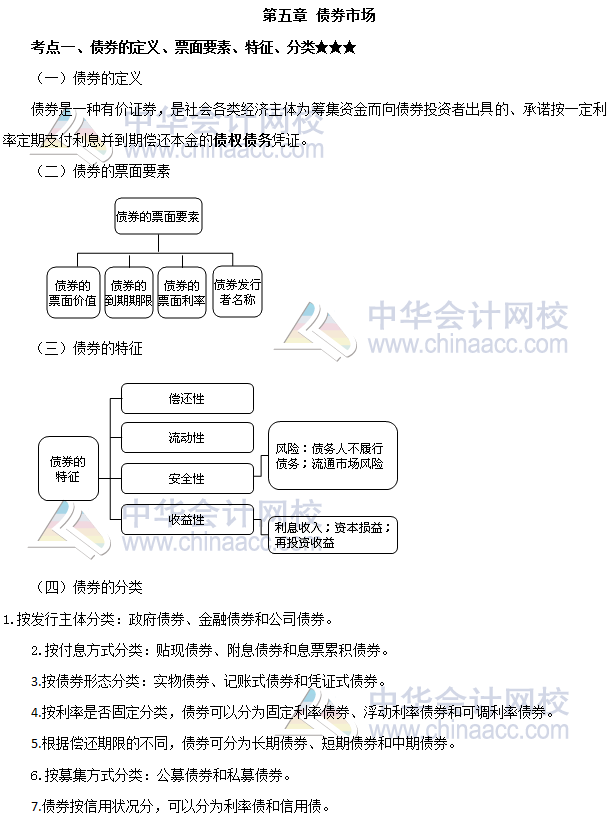 第五章 债券市场
考点一、债券的定义、票面要素、特征、分类★★★
（一）债券的定义
债券是一种有价证券，是社会各类经济主体为筹集资金而向债券投资者出具的、承诺按一定利
率定期支付利息并到期偿还本金的债权债务凭证。
中华会计网校
www.chinaacc.com
（二）债券的票面要素
债券的票面要素
债券的
票面价值
债券的
到期期限
债券的
票面利率
债券发行
者名称
中华会计网校
www.chinaacc.com
（三）债券的特征
债券的
特征
偿还性
流动性
安全性
收益性
风险：债务人不履行
债务；流通市场风险
利息收入；资本损益；
再投资收益
中华会计网校
www.chinaacc.com
（四）债券的分类
1.按发行主体分类：政府债券、金融债券和公司债券。
2.按付息方式分类：贴现债券、附息债券和息票累积债券。
3.按债券形态分类：实物债券、记账式债券和凭证式债券。
4.按利率是否固定分类，债券可以分为固定利率债券、浮动利率债券和可调利率债券。
中华会计网校
www.chinaacc.com
5.根据偿还期限的不同，债券可分为长期债券、短期债券和中期债券。
6.按募集方式分类：公募债券和私募债券。
7.债券按信用状况分，可以分为利率债和信用债。